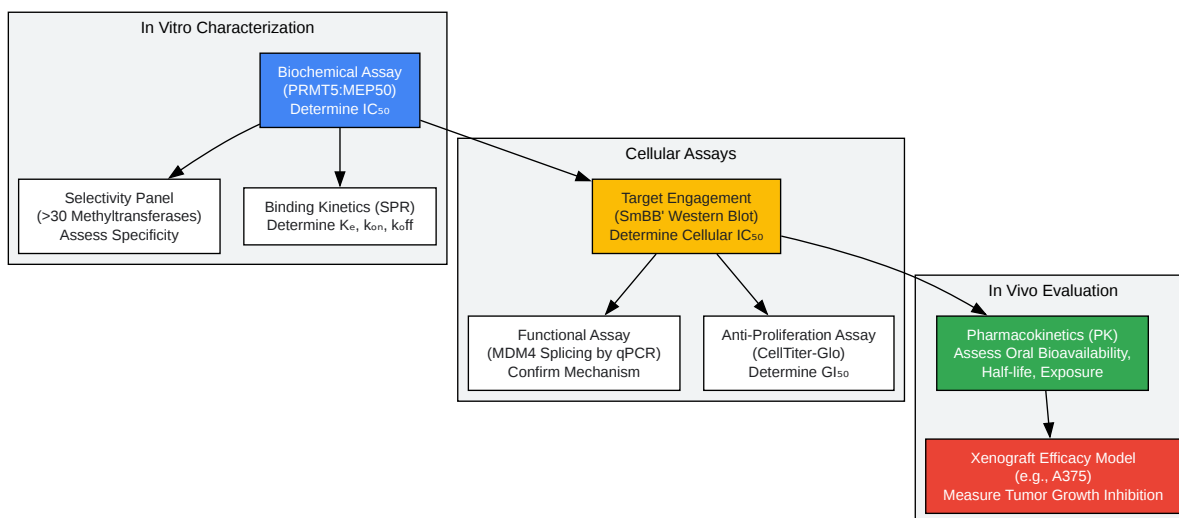 In Vitro Characterization
Biochemical Assay
(PRMT5:MEP50)
Determine IC₅₀
Selectivity Panel
(>30 Methyltransferases)
Assess Specificity
Binding Kinetics (SPR)
Determine Kₑ, kₒₙ, kₒff
Cellular Assays
Target Engagement
(SmBB' Western Blot)
Determine Cellular IC₅₀
Functional Assay
(MDM4 Splicing by qPCR)
Confirm Mechanism
Anti-Proliferation Assay
(CellTiter-Glo)
Determine GI₅₀
In Vivo Evaluation
Pharmacokinetics (PK)
Assess Oral Bioavailability,
Half-life, Exposure
Xenograft Efficacy Model
(e.g., A375)
Measure Tumor Growth Inhibition